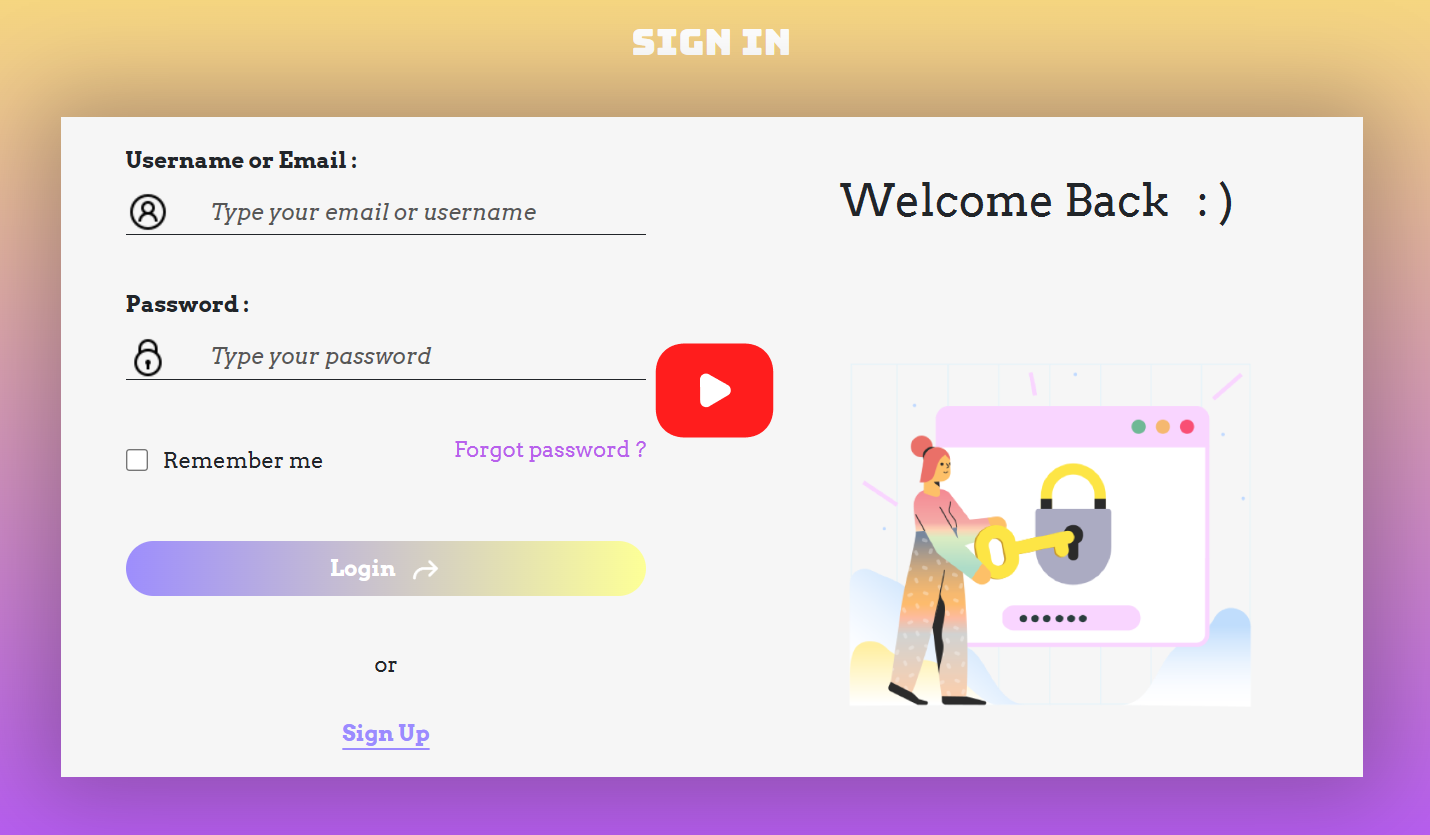 SIGN IN
Username or Email :
Type your email or username
Password :
Type your password
Remember me
Forgot password ?
Login
or
Sign Up
Welcome Back : )